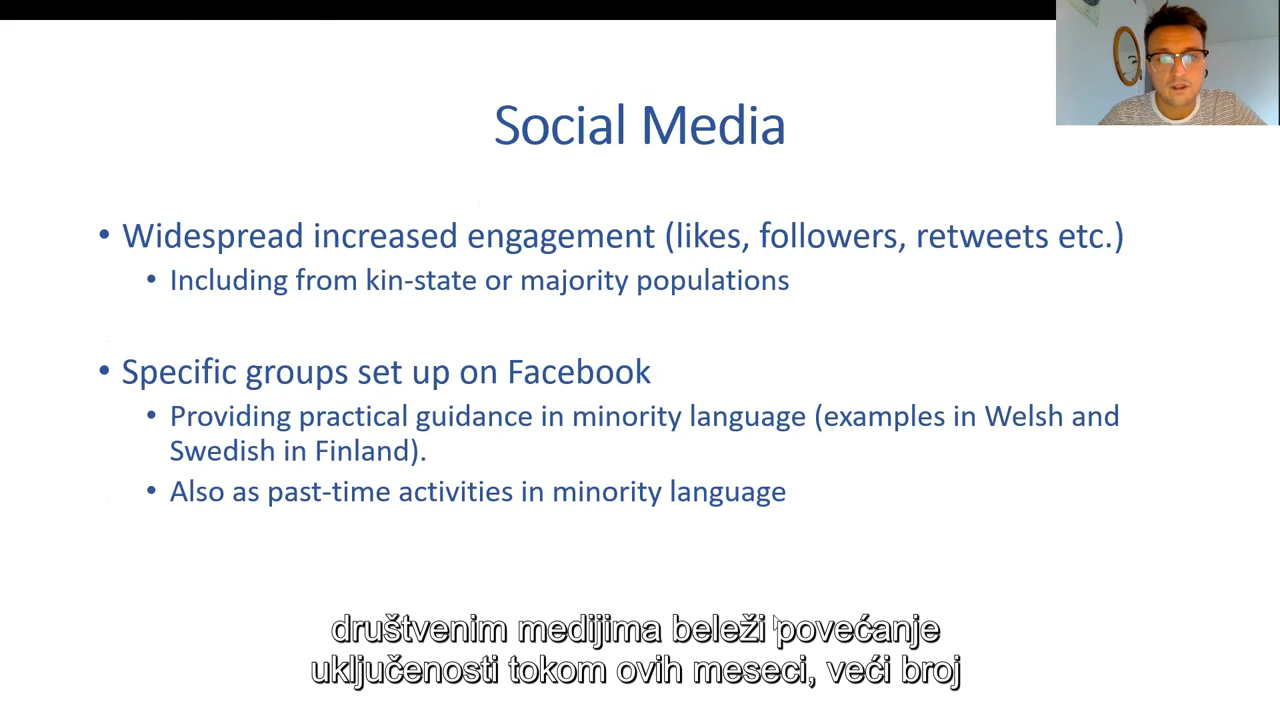 Social Media
• Widespread increased engagement (likes, followers, retweets etc.)
• Including from kin-state or majority populations
• Specific groups set up on Facebook
• Providing practical guidance in minority language (examples in Welsh and
Swedish in Finland).
• Also as past-time activities in minority language
društvenim medijima beleži povećanje
uključenosti tokom ovih meseci, veći broj